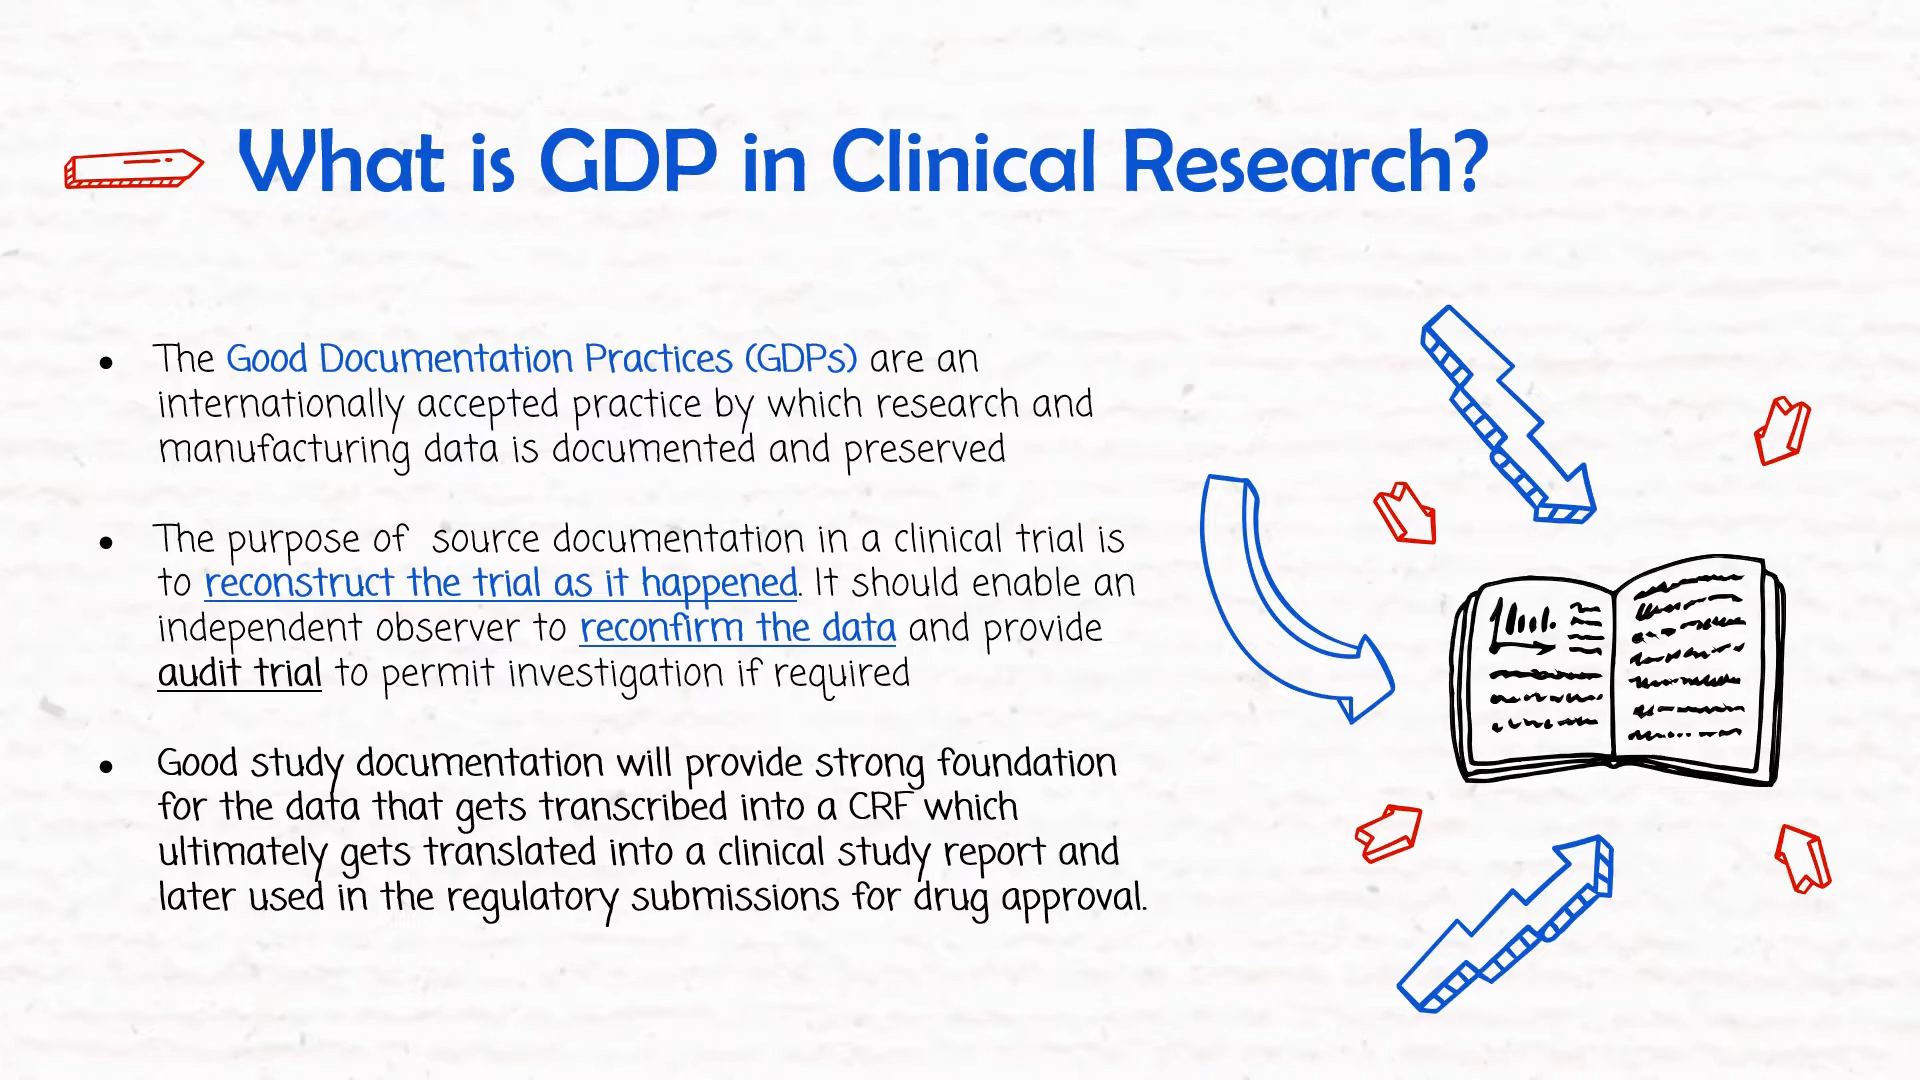 What is GDP in Clinical Research?
The Good Documentation Practices (GDPs) are an
internationally accepted practice by which research and
manufacturing data is documented and preserved
The purpose of  source documentation in a clinical trial is
to reconstruct the trial as it happened. It should enable an
independent observer to reconfirm the data and provide
audit trial to permit investigation if required
Good study documentation will provide strong foundation
for the data that gets transcribed into a CRF which
ultimately gets translated into a clinical study report and
later used in the regulatory submissions for drug approval.